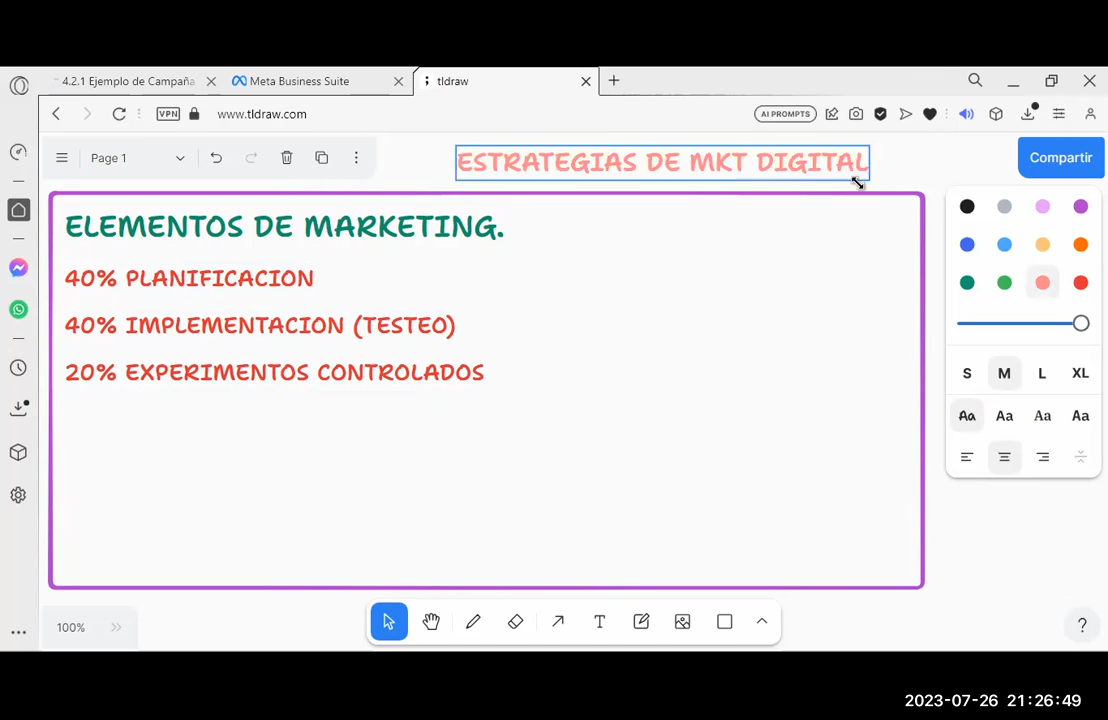 4.2.1 Ejemplo de Campaña
Meta Business Suite
tldraw
VPN
www.tldraw.com
AI PROMPTS
Page 1
ESTRATEGIAS DE MKT DIGITAL
Compartir
ELEMENTOS DE MARKETING.
40% PLANIFICACION
40% IMPLEMENTACION (TESTEO)
20% EXPERIMENTOS CONTROLADOS
S M L XL
Aa Aa Aa Aa
100%
T
?
2023-07-26 21:26:49